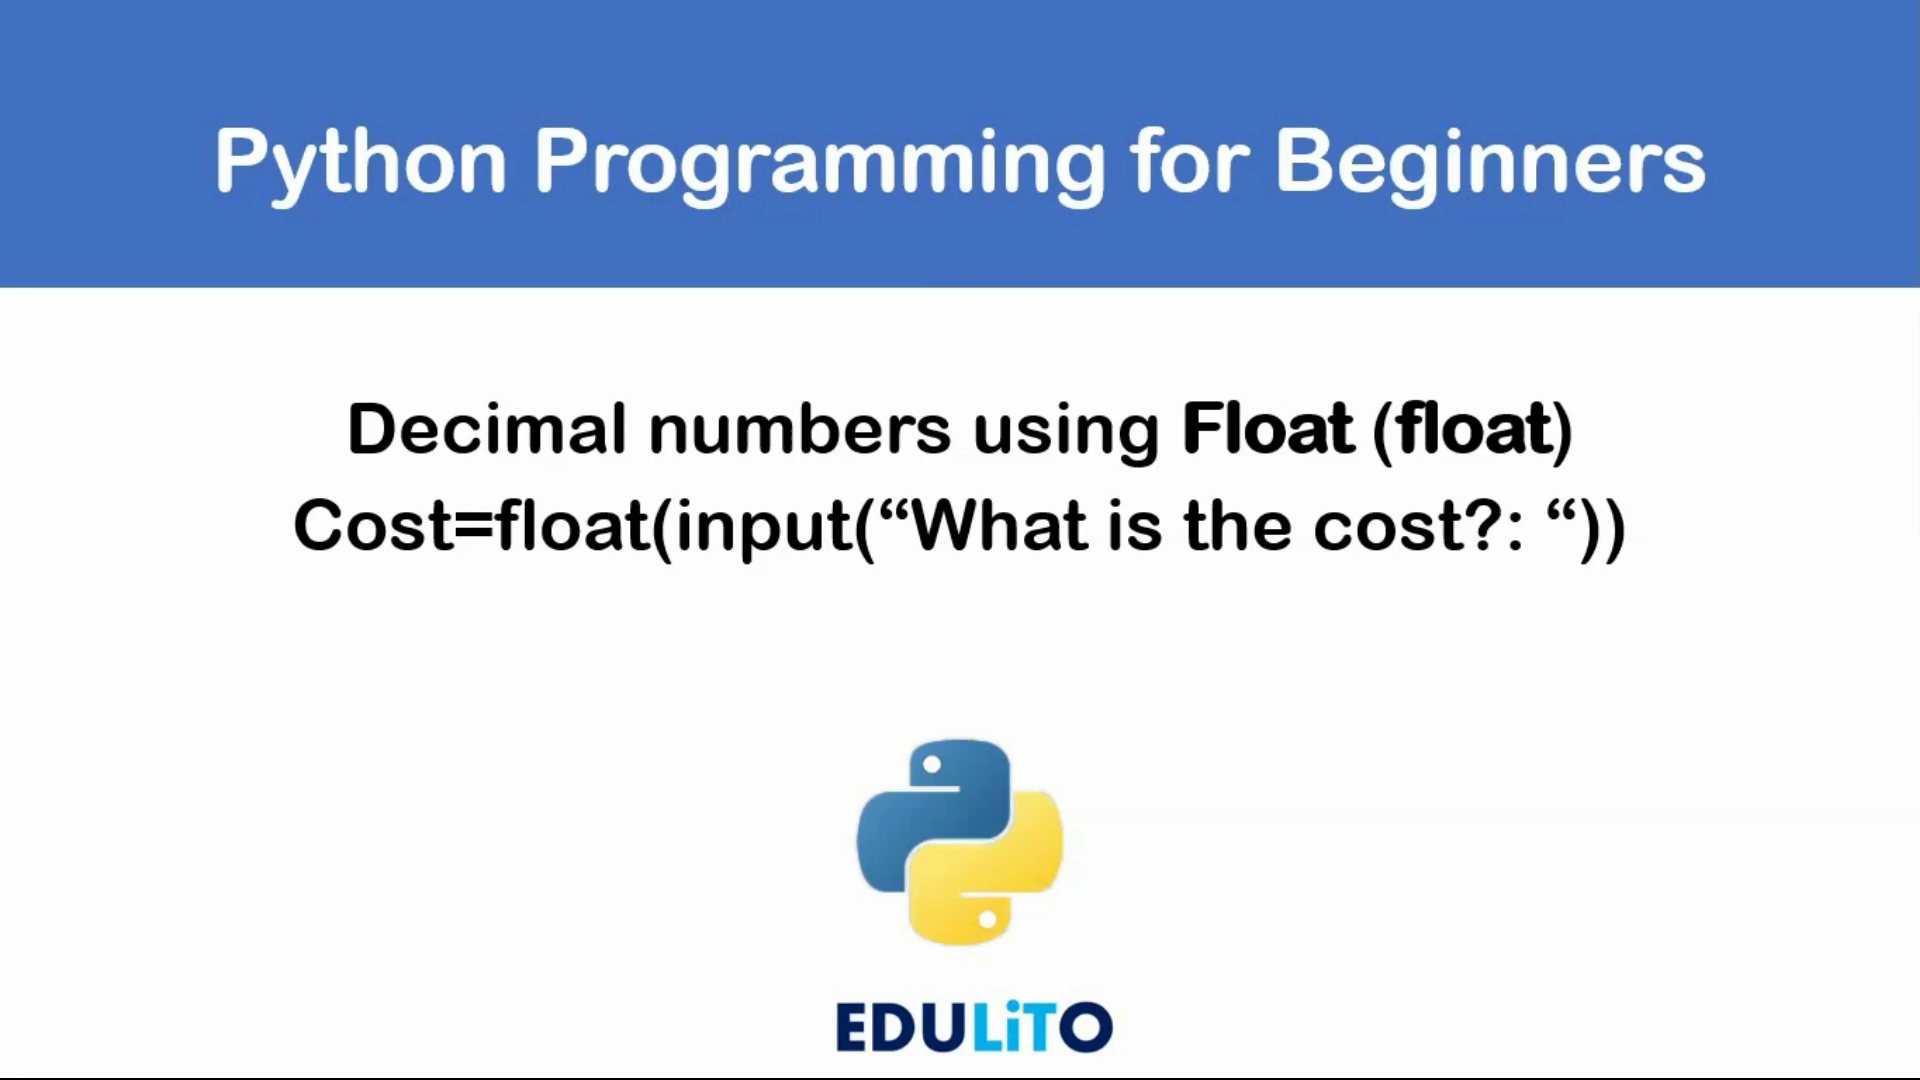 Python Programming for Beginners
Decimal numbers using Float (float)
Cost=float(input(“What is the cost?: “))
EDULiTO